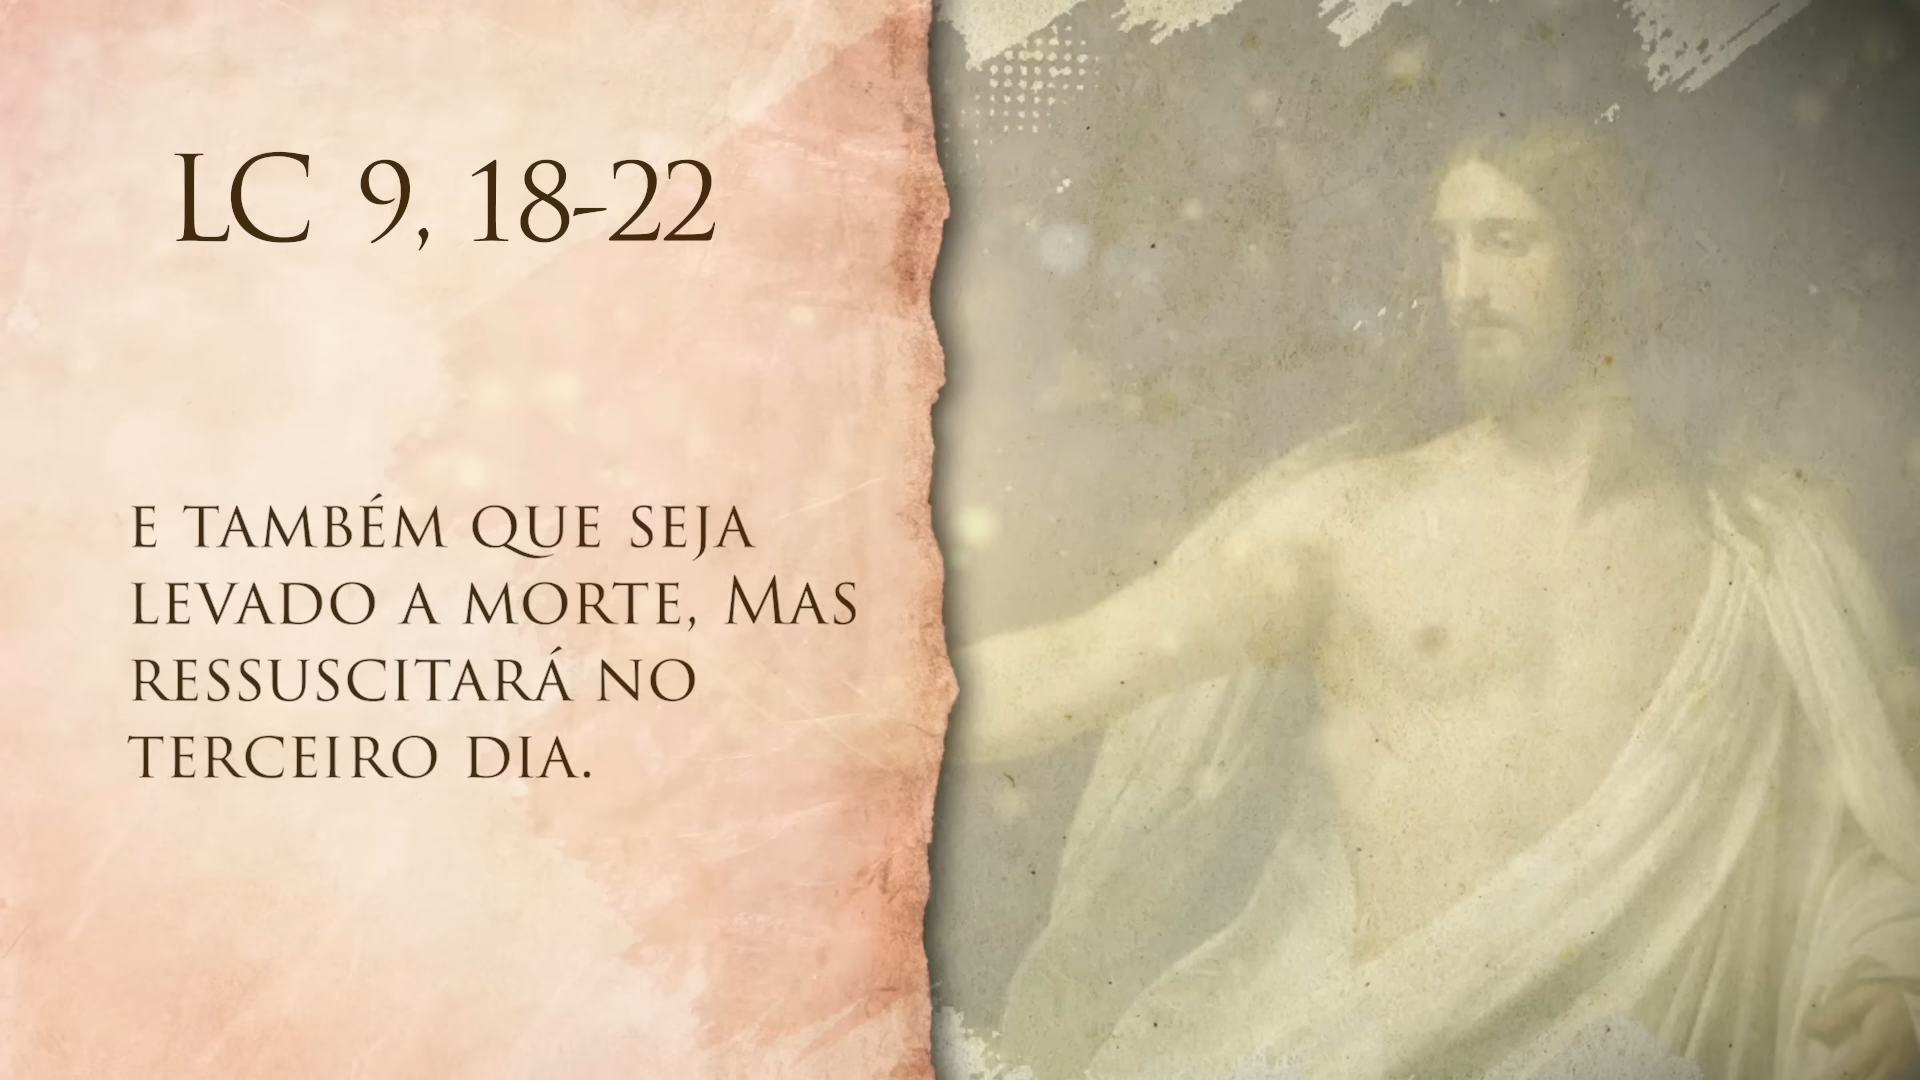 LC 9, 18-22
E TAMBÉM QUE SEJA
LEVADO A MORTE, MAS
RESSUSCITARÁ NO
TERCEIRO DIA.